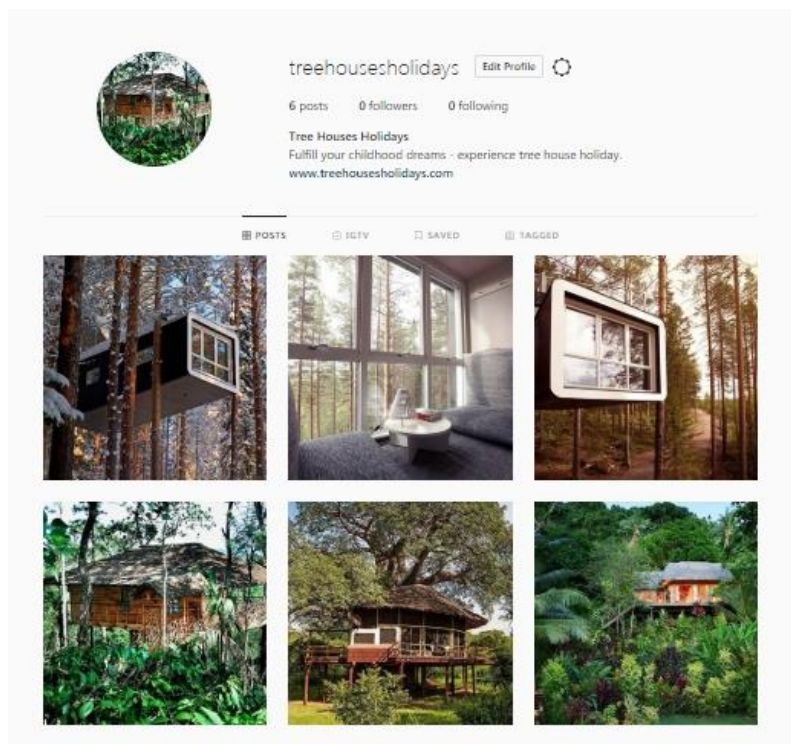 treehousesholidays Edit Profile
6 posts 0 followers 0 following
Tree Houses Holidays
Fulfill your childhood dreams - experience tree house holiday.
www.treehousesholidays.com
POSTS IGTV SAVED TAGGED